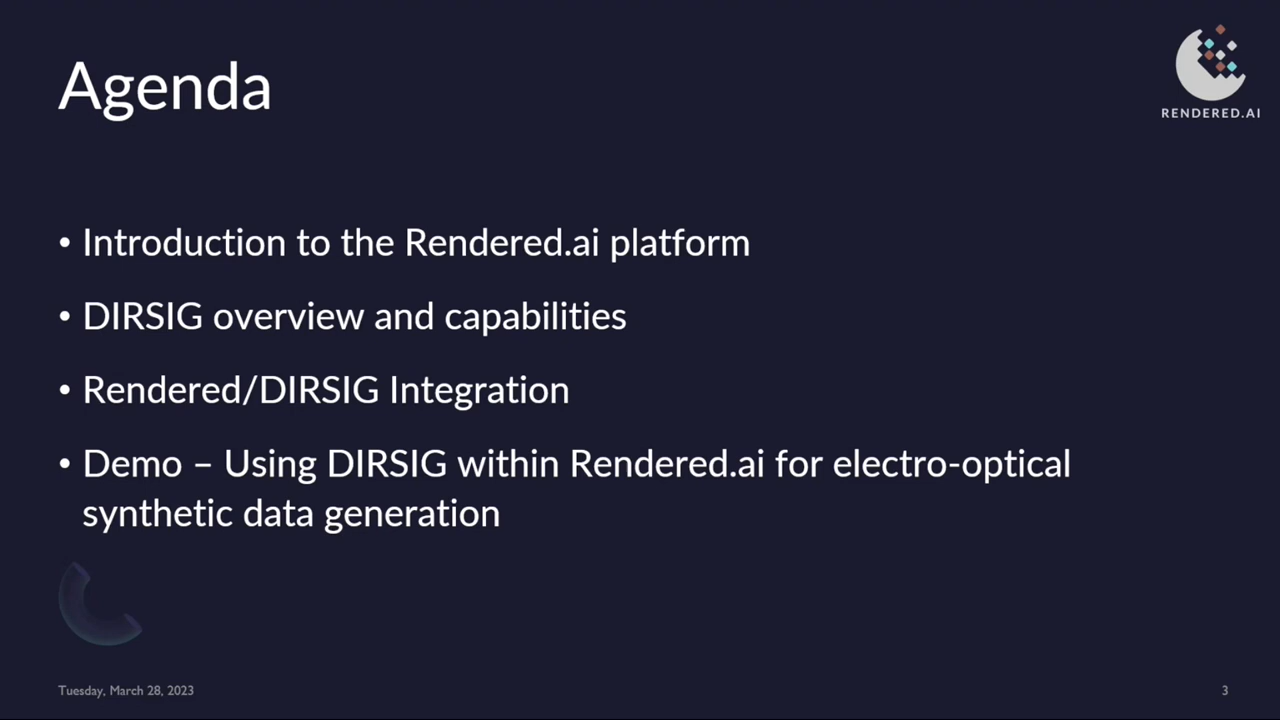 Agenda
RENDERED.AI
• Introduction to the Rendered.ai platform
• DIRSIG overview and capabilities
• Rendered/DIRSIG Integration
• Demo – Using DIRSIG within Rendered.ai for electro-optical
synthetic data generation
Tuesday, March 28, 2023
3